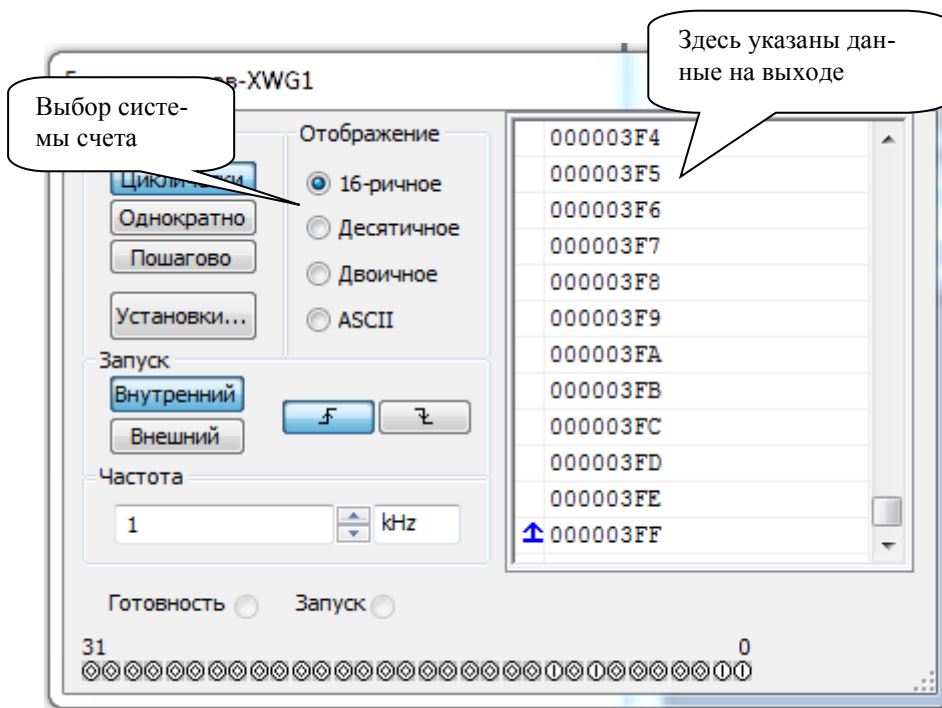 Здесь указаны дан-
ные на выходе
-XWG1
Выбор систе-
мы счета
Отображение
16-ричное
Однократно
Десятичное
Пошагово
Двоичное
Установки...
ASCII
Запуск
Внутренний
Внешний
Частота
1
kHz
000003F4
000003F5
000003F6
000003F7
000003F8
000003F9
000003FA
000003FB
000003FC
000003FD
000003FE
000003FF
Готовность
Запуск
31
0